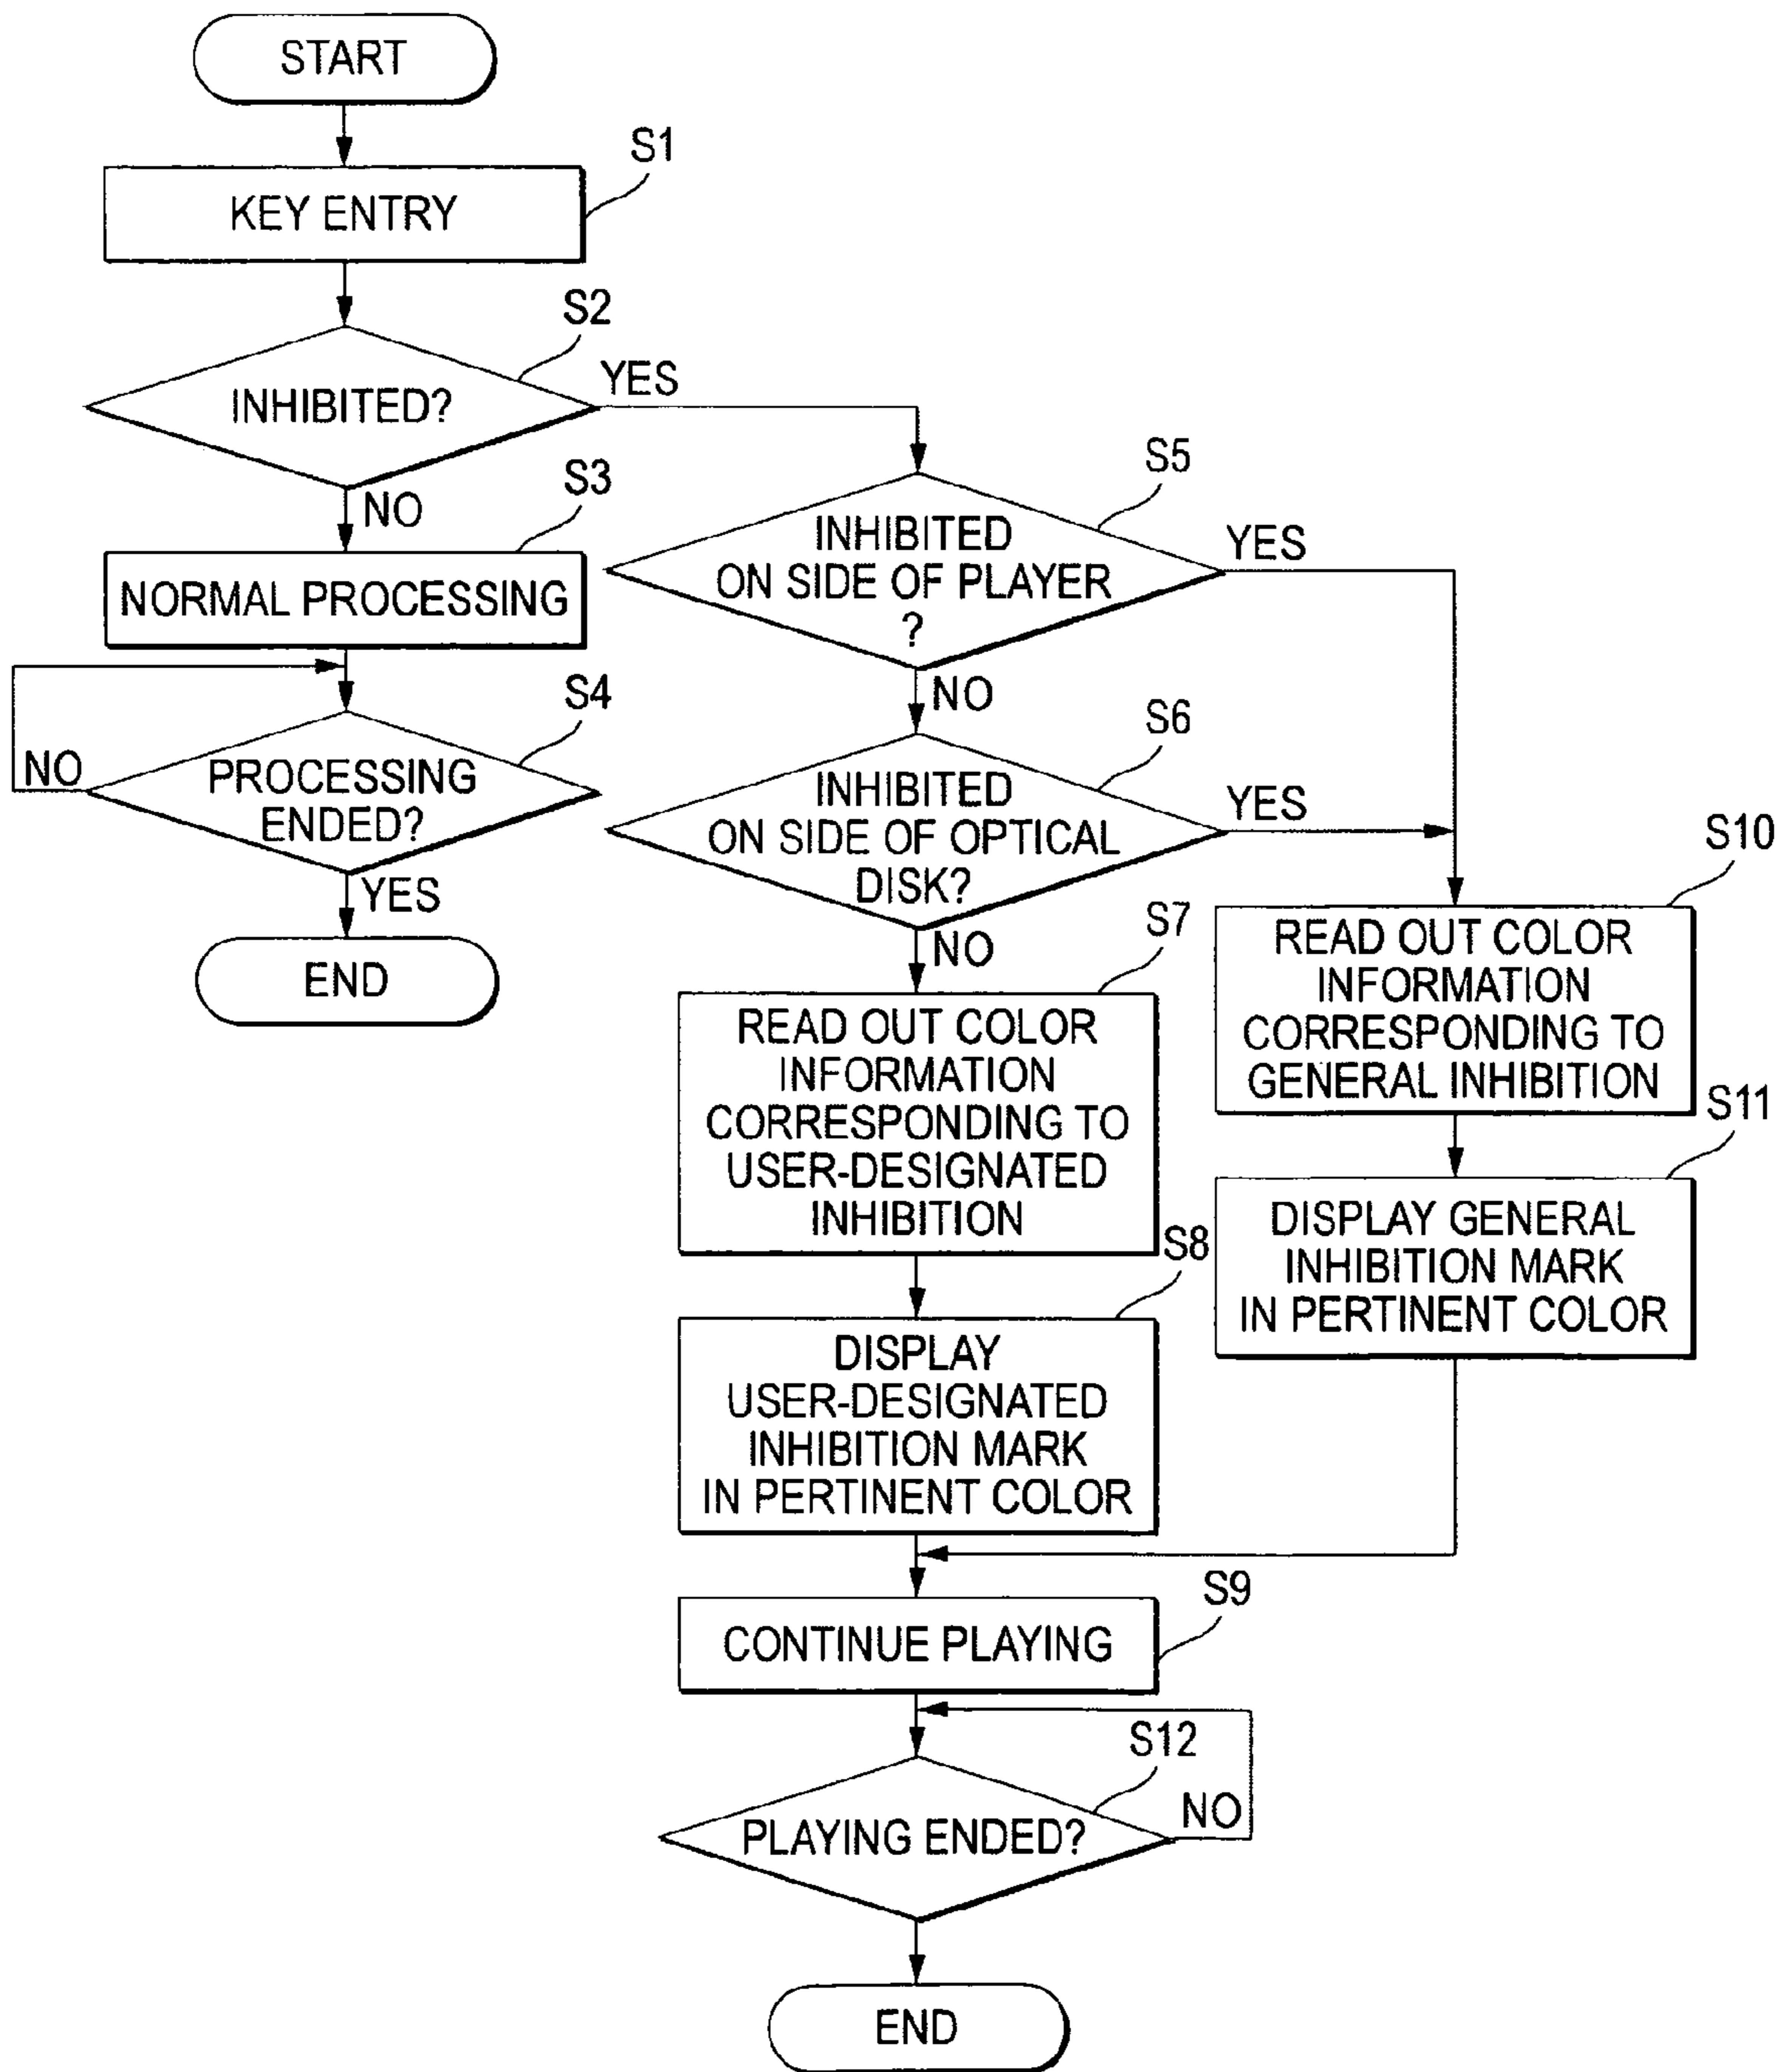 START
S1
KEY ENTRY
S2
INHIBITED?
YES
NO
S3
NORMAL PROCESSING
S4
NO
PROCESSING
ENDED?
YES
END
S5
INHIBITED
ON SIDE OF PLAYER
?
YES
NO
S6
INHIBITED
ON SIDE OF OPTICAL
DISK?
YES
NO
S7
READ OUT COLOR
INFORMATION
CORRESPONDING TO
USER-DESIGNATED
INHIBITION
S8
DISPLAY
USER-DESIGNATED
INHIBITION MARK
IN PERTINENT COLOR
S10
READ OUT COLOR
INFORMATION
CORRESPONDING TO
GENERAL INHIBITION
S11
DISPLAY GENERAL
INHIBITION MARK
IN PERTINENT COLOR
S9
CONTINUE PLAYING
S12
PLAYING ENDED?
NO
END